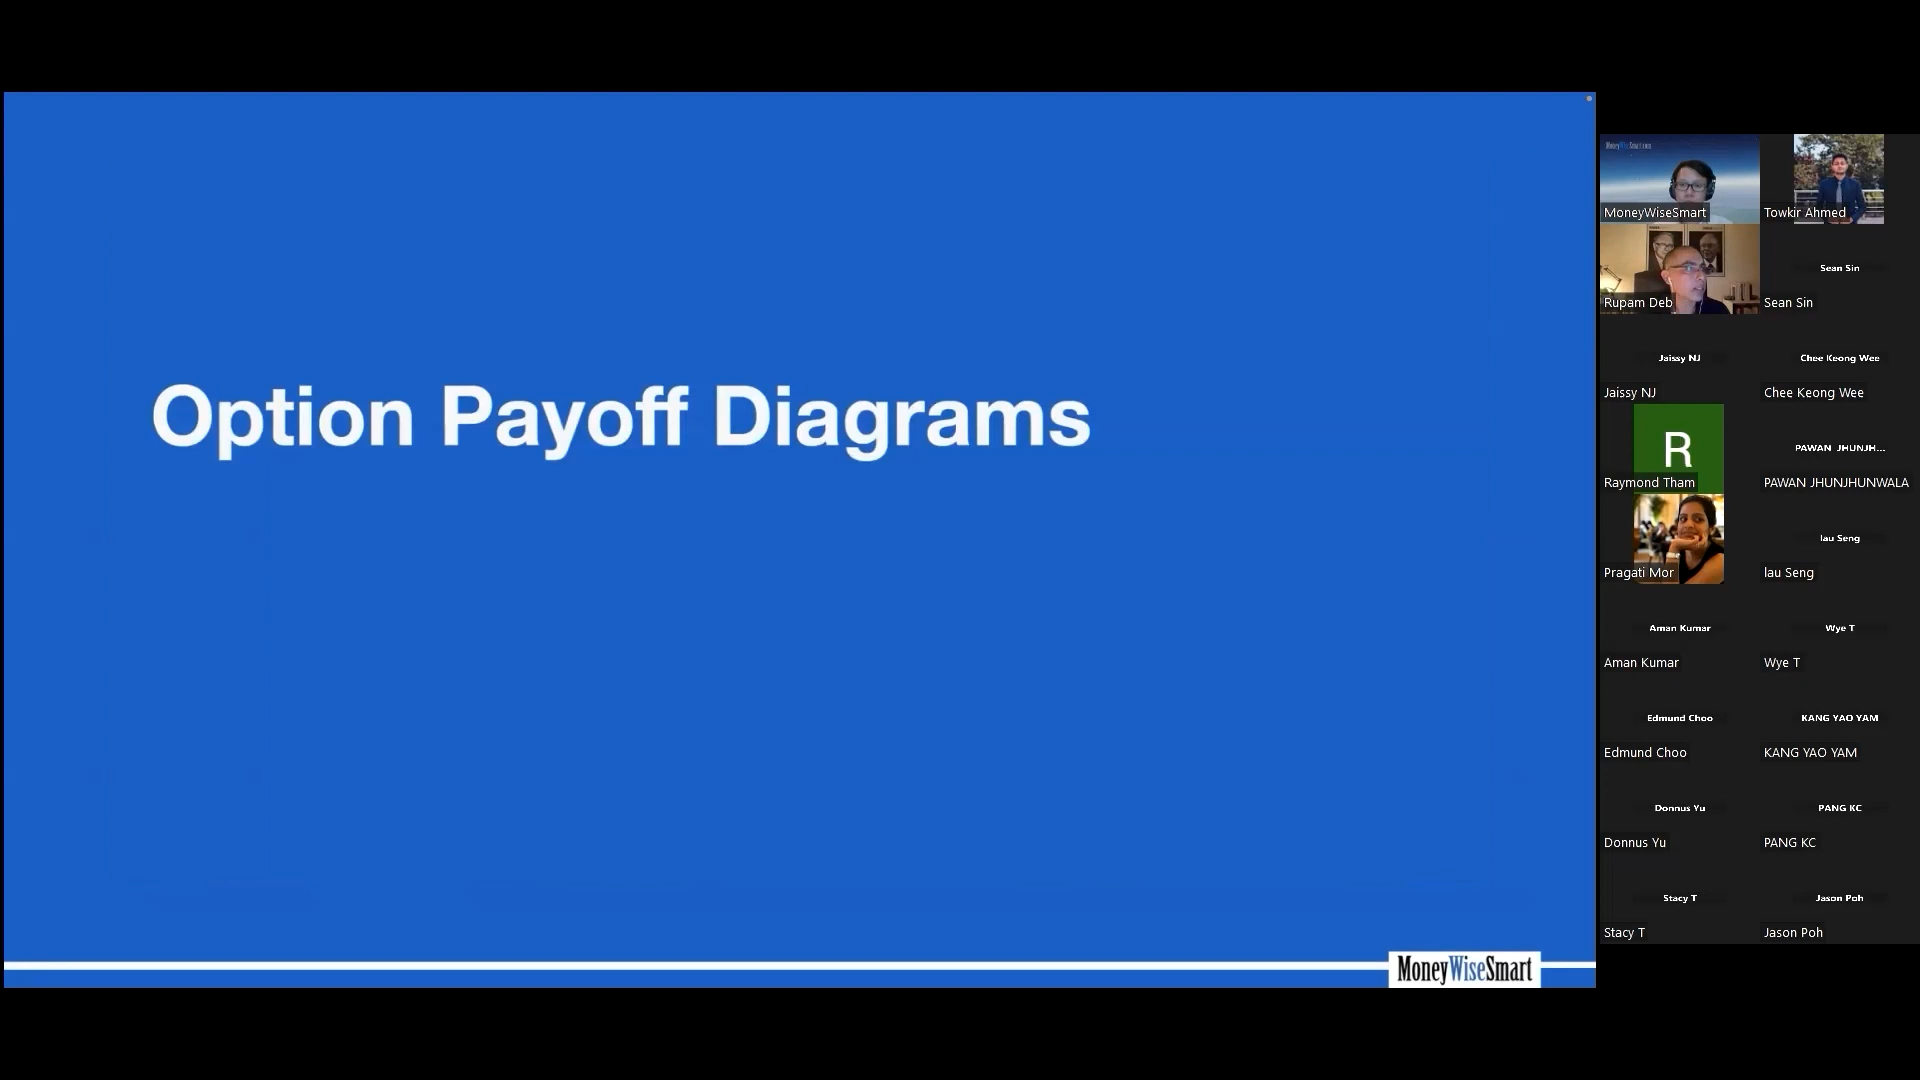 Option Payoff Diagrams
MoneyWiseSmart
MoneyWiseSmart.com
MoneyWiseSmart
Towkir Ahmed
Rupam Deb
Sean Sin
Sean Sin
Jaissy NJ
Jaissy NJ
Chee Keong Wee
Chee Keong Wee
R
Raymond Tham
PAWAN JHUNJH...
PAWAN JHUNJHUNWALA
Pragati Mor
lau Seng
lau Seng
Aman Kumar
Aman Kumar
Wye T
Wye T
Edmund Choo
Edmund Choo
KANG YAO YAM
KANG YAO YAM
Donnus Yu
Donnus Yu
PANG KC
PANG KC
Stacy T
Stacy T
Jason Poh
Jason Poh